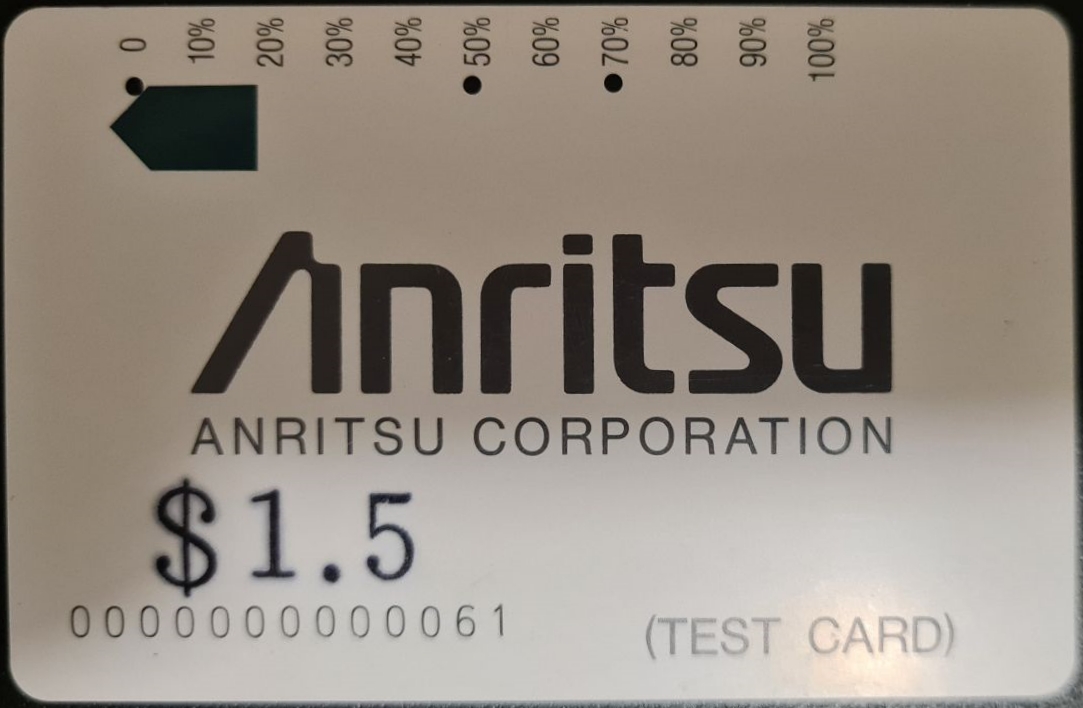 0 10% 20% 30% 40% 50% 60% 70% 80% 90% 100%
Anritsu
ANRITSU CORPORATION
$1.5
0000000000061
(TEST CARD)